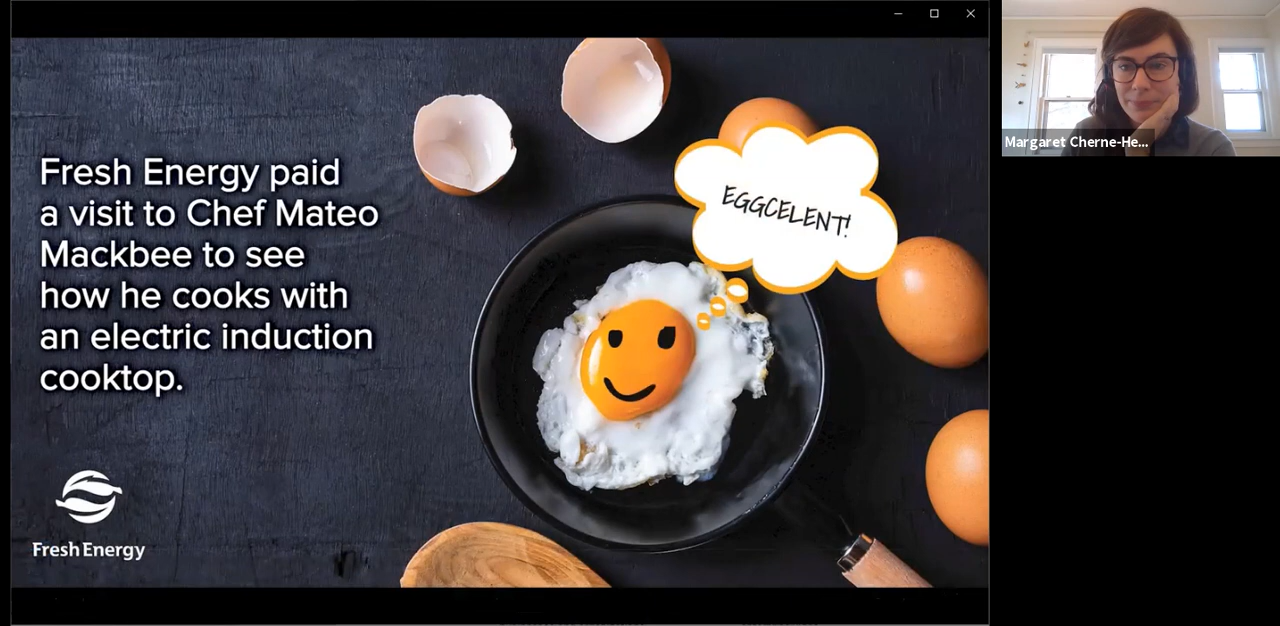 Fresh Energy paid
a visit to Chef Mateo
Mackbee to see
how he cooks with
an electric induction
cooktop.
EGGCELENT!
Fresh Energy
Margaret Cherne-He...